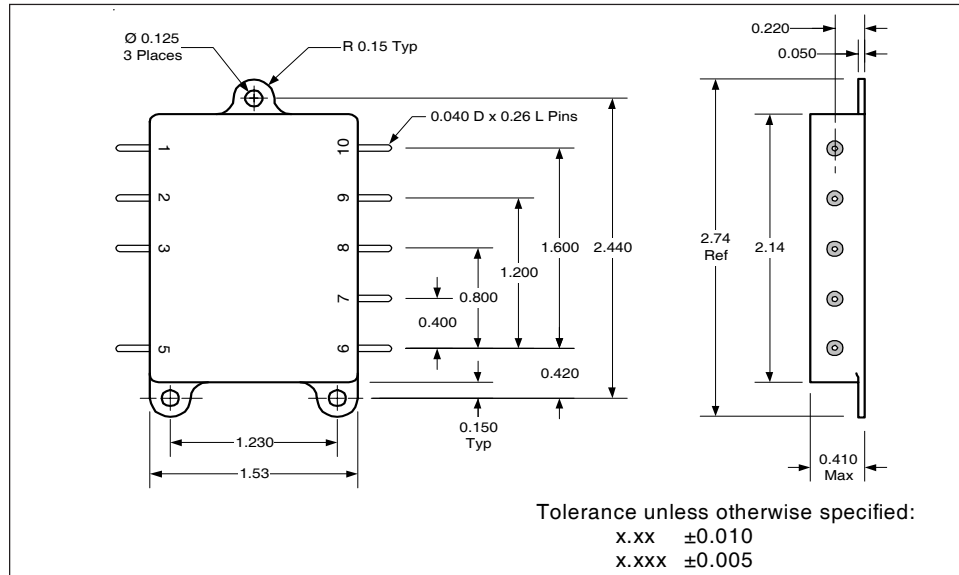 Ø 0.125
3 Places
R 0.15 Typ
0.040 D x 0.26 L Pins
1
2
3
5
10
9
8
7
6
0.400
0.800
1.200
1.600
2.440
0.420
0.150
Typ
1.230
1.53
0.220
0.050
2.74
Ref
2.14
0.410
Max
Tolerance unless otherwise specified:
x.xx ±0.010
x.xxx ±0.005